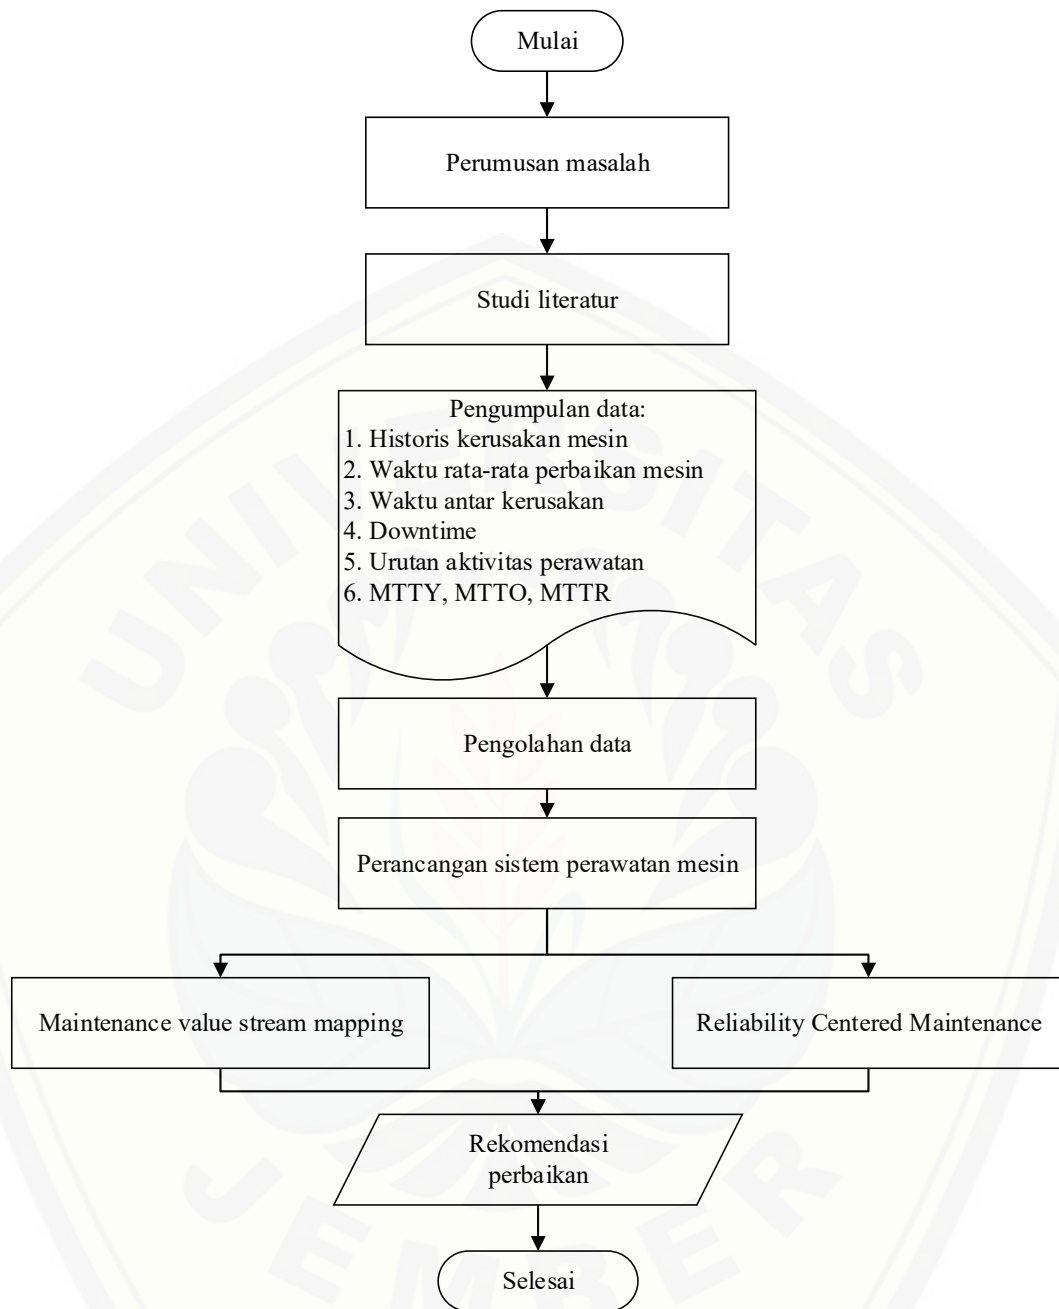 Mulai
Perumusan masalah
Studi literatur
Pengumpulan data:
1. Historis kerusakan mesin
2. Waktu rata-rata perbaikan mesin
3. Waktu antar kerusakan
4. Downtime
5. Urutan aktivitas perawatan
6. MTTY, MTTO, MTTR
Pengolahan data
Perancangan sistem perawatan mesin
Maintenance value stream mapping
Reliability Centered Maintenance
Rekomendasi
perbaikan
Selesai
UNIVERSITAS
JEMBER